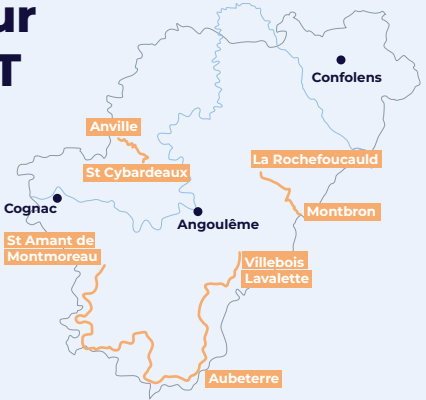 ur
T
Confolens
Anville
St Cybardeaux
La Rochefoucauld
Cognac
Montbron
Angoulême
St Amant de
Montmoreau
Villebois
Lavalette
Aubeterre